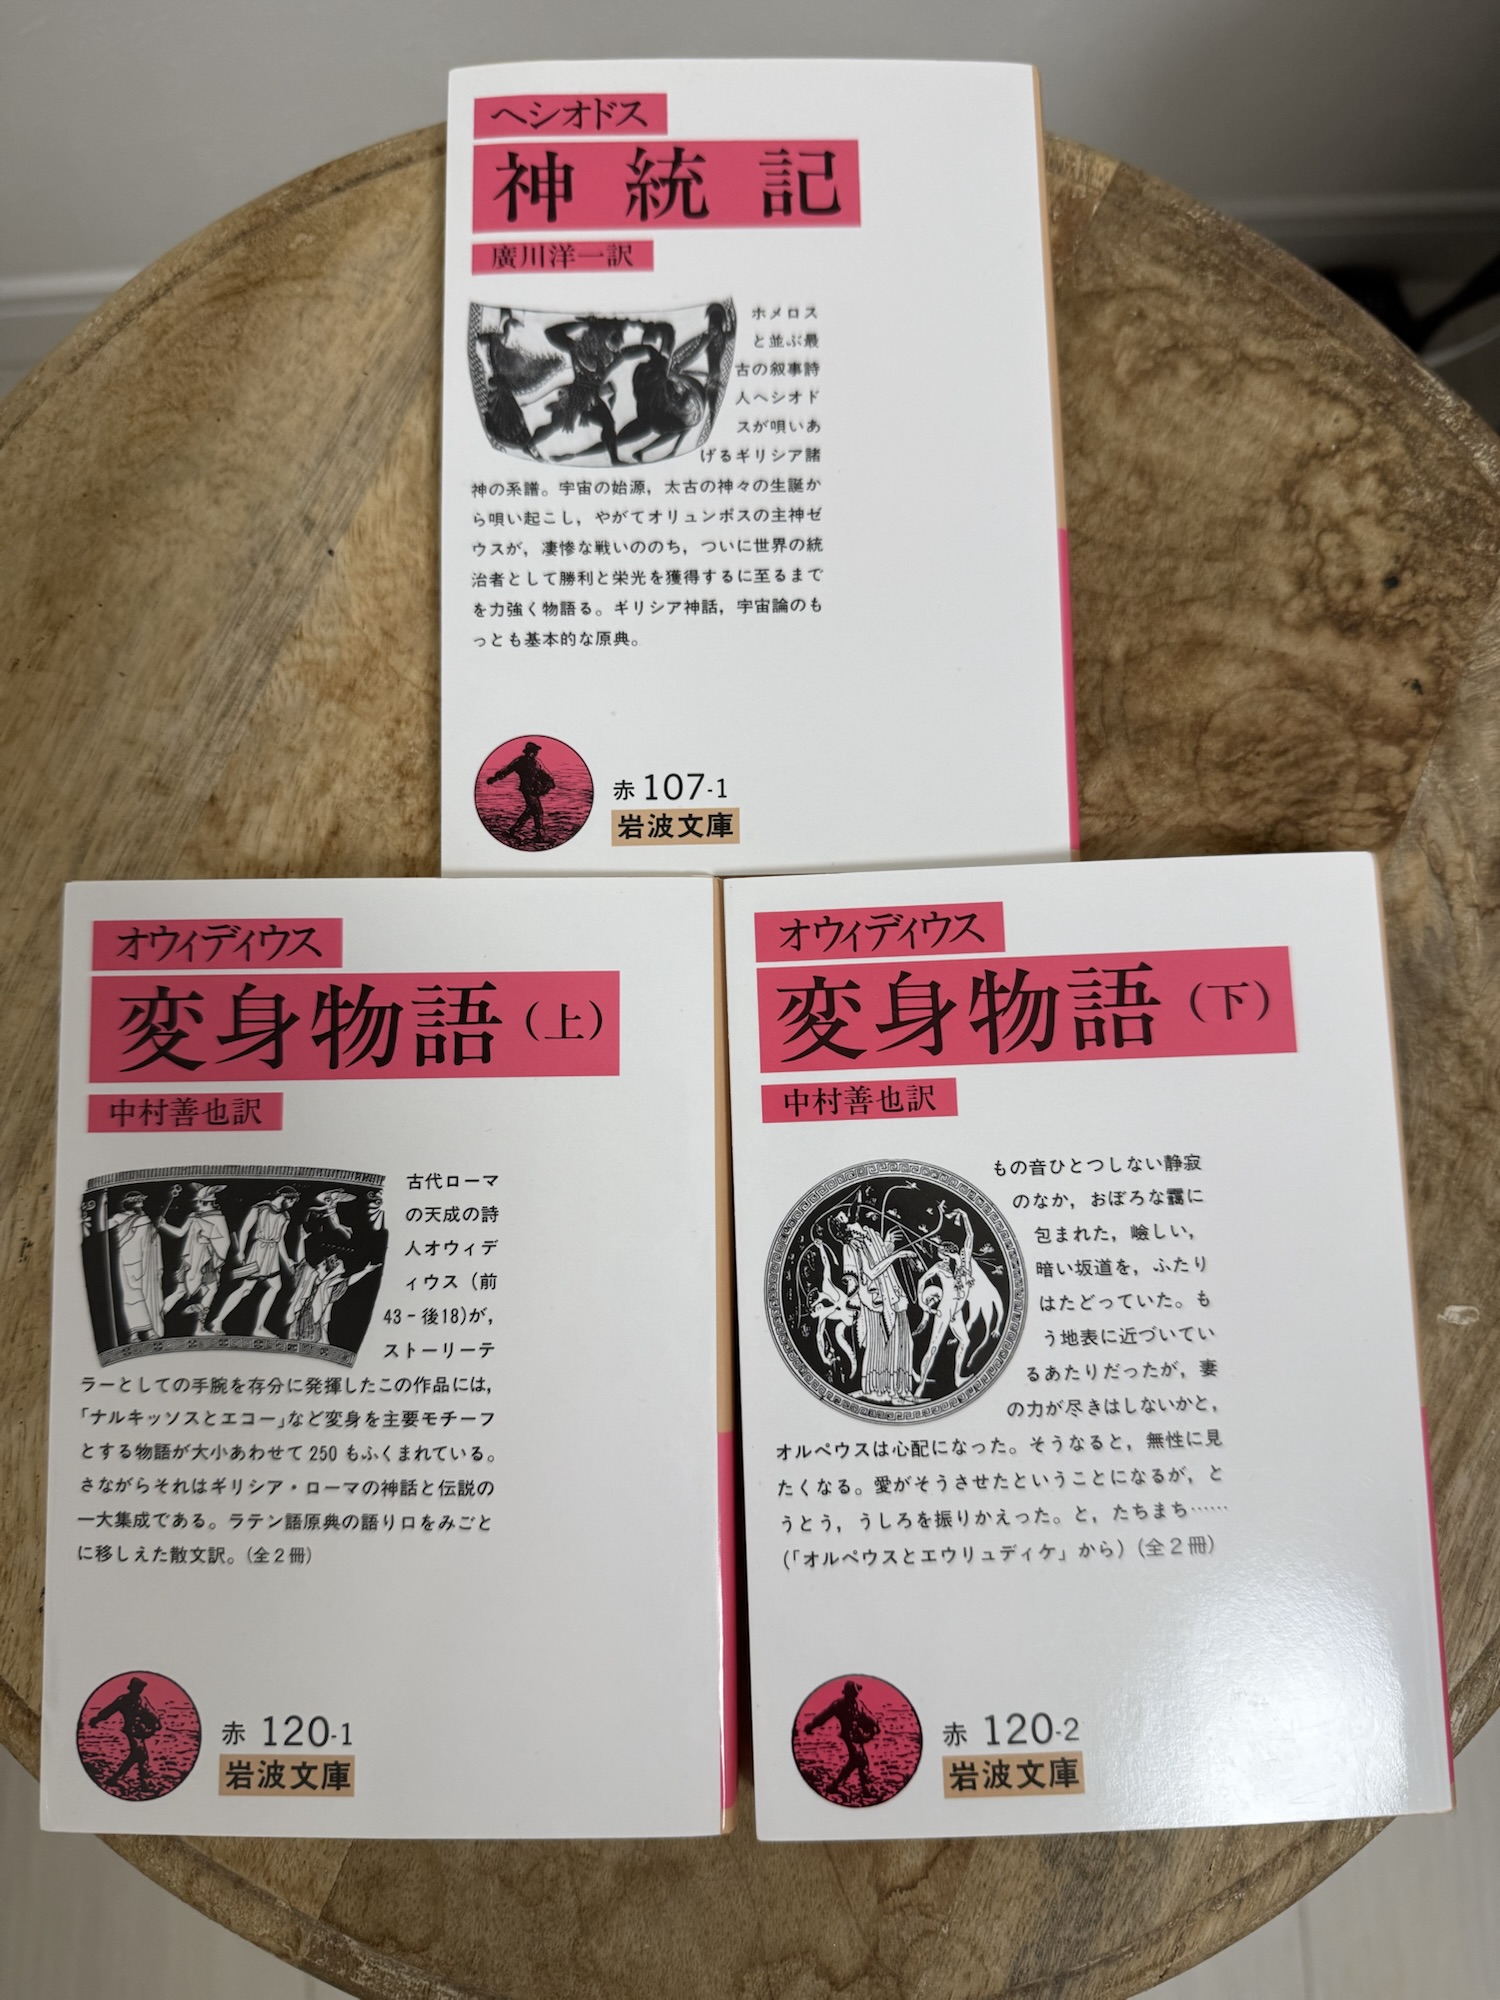 ヘシオドス
神統記
廣川洋一訳
ホメロス
と並ぶ最
古の叙事詩
人ヘシオド
スが唄いあ
げるギリシア諸
神の系譜。宇宙の始源，太古の神々の生誕か
ら唄い起こし，やがてオリュンポスの主神ゼ
ウスが，凄惨な戦いののち，ついに世界の統
治者として勝利と栄光を獲得するに至るまで
を力強く物語る。ギリシア神話，宇宙論のも
っとも基本的な原典。
赤 107-1
岩波文庫
オウィディウス
変身物語（上）
中村善也訳
古代ローマ
の天成の詩
人オウィデ
ィウス（前
43－後18)が，
ストーリーテ
ラーとしての手腕を存分に発揮したこの作品には，
「ナルキッソスとエコー」など変身を主要モチーフ
とする物語が大小あわせて250もふくまれている。
さながらそれはギリシア・ローマの神話と伝説の
一大集成である。ラテン語原典の語り口をみごと
に移しえた散文訳。(全2冊)
赤 120-1
岩波文庫
オウィディウス
変身物語（下）
中村善也訳
もの音ひとつしない静寂
のなか，おぼろな靄に
包まれた，嶮しい，
暗い坂道を，ふたり
はたどっていた。も
う地表に近づいてい
るあたりだったが，妻
の力が尽きはしないかと，
オルペウスは心配になった。そうなると，無性に見
たくなる。愛がそうさせたということになるが，と
うとう，うしろを振りかえった。と，たちまち……
(「オルペウスとエウリュディケ」から)（全2冊）
赤 120-2
岩波文庫